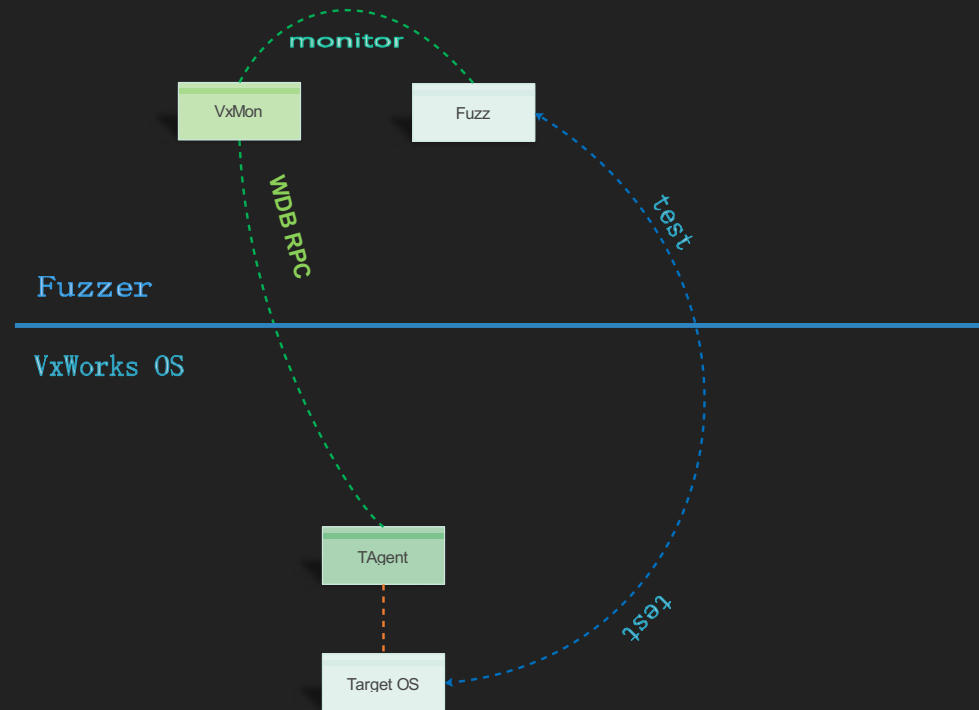 monitor
VxMon
Fuzz
WDB RPC
test
Fuzzer
VxWorks OS
TAgent
test
Target OS